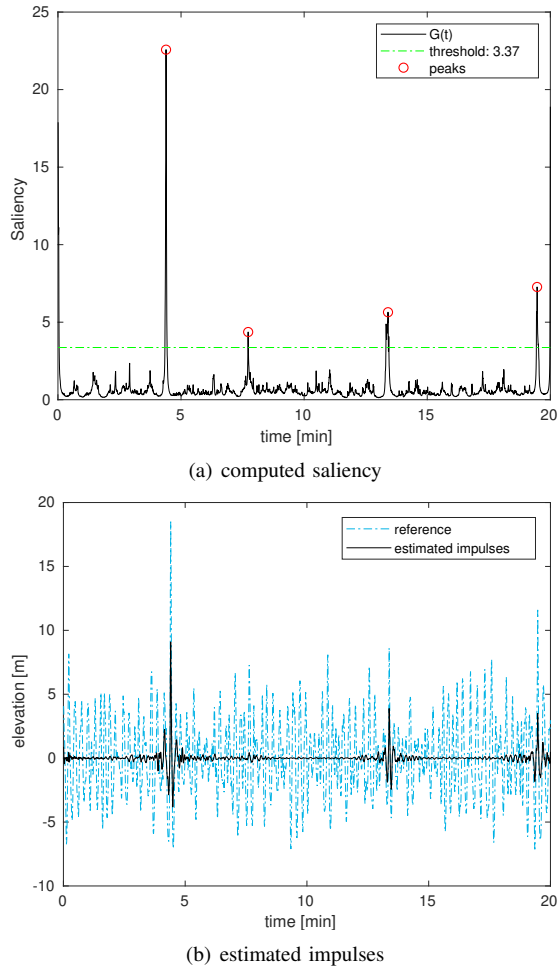 25
20
15
10
5
0
Saliency
G(t)
threshold: 3.37
peaks
0 5 10 15 20
time [min]
(a) computed saliency
20
15
10
5
0
-5
-10
elevation [m]
reference
estimated impulses
0 5 10 15 20
time [min]
(b) estimated impulses